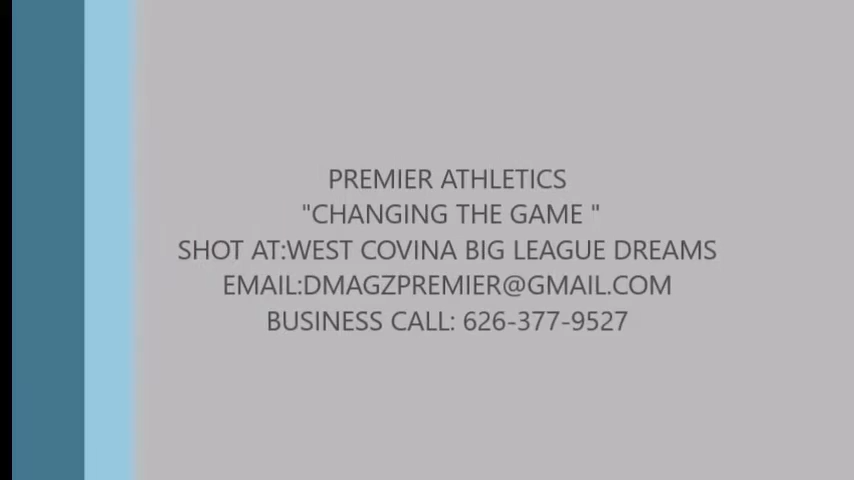 PREMIER ATHLETICS
"CHANGING THE GAME "
SHOT AT:WEST COVINA BIG LEAGUE DREAMS
EMAIL:DMAGZPREMIER@GMAIL.COM
BUSINESS CALL: 626-377-9527